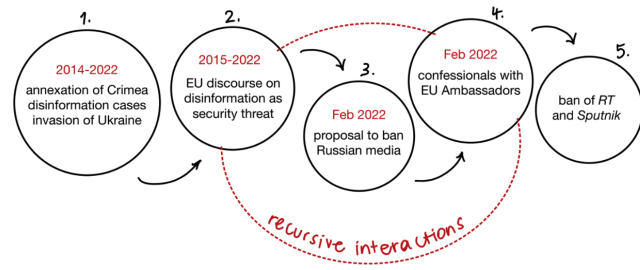 1.
2014-2022
annexation of Crimea
disinformation cases
invasion of Ukraine
2.
2015-2022
EU discourse on
disinformation as
security threat
3.
Feb 2022
proposal to ban
Russian media
4.
Feb 2022
confessionals with
EU Ambassadors
5.
ban of RT
and Sputnik
recursive interactions